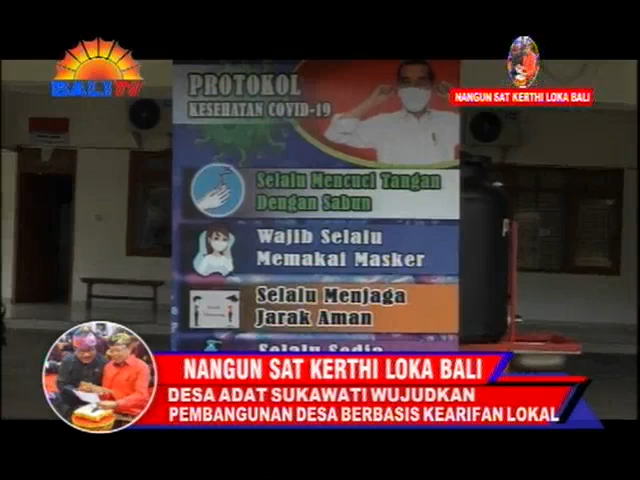 BALI TV
NANGUN SAT KERTHI LOKA BALI
PROTOKOL
KESEHATAN COVID-19
Selalu Mencuci Tangan
Dengan Sabun
Wajib Selalu
Memakai Masker
Selalu Menjaga
Jarak Aman
Selalu Sedia
NANGUN SAT KERTHI LOKA BALI
DESA ADAT SUKAWATI WUJUDKAN
PEMBANGUNAN DESA BERBASIS KEARIFAN LOKAL